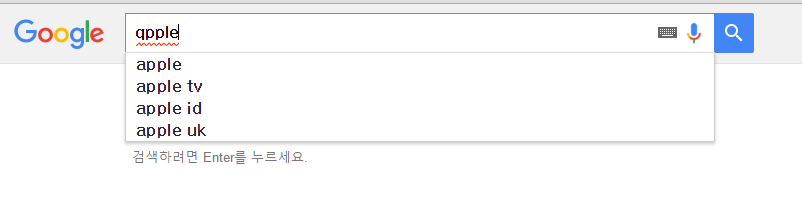 Google qpple
apple
apple tv
apple id
apple uk
검색하려면 Enter를 누르세요.